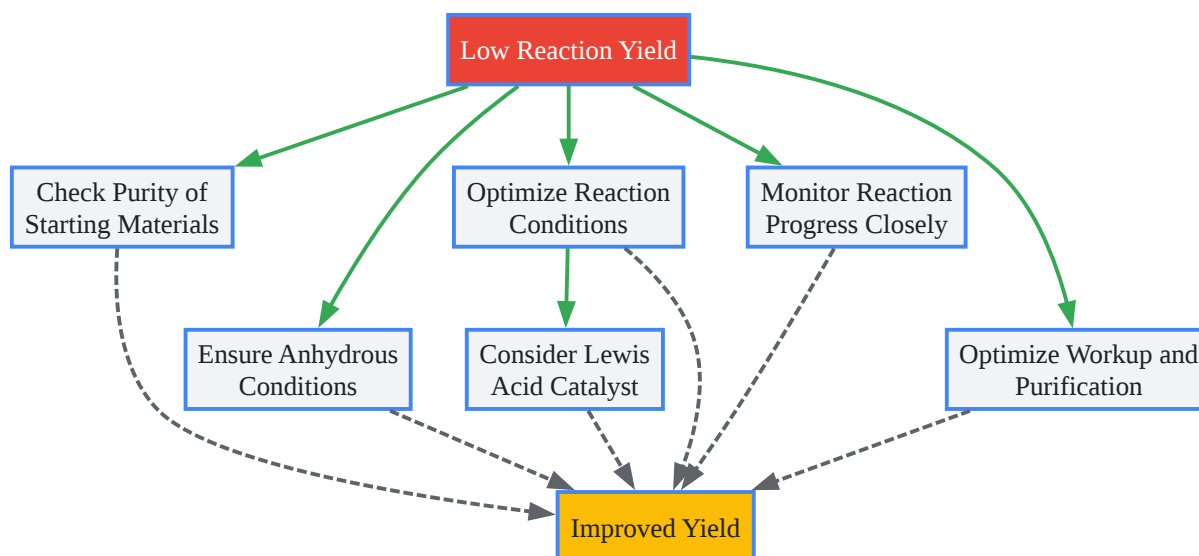 Low Reaction Yield
Check Purity of
Starting Materials
Optimize Reaction
Conditions
Monitor Reaction
Progress Closely
Ensure Anhydrous
Conditions
Consider Lewis
Acid Catalyst
Optimize Workup and
Purification
Improved Yield